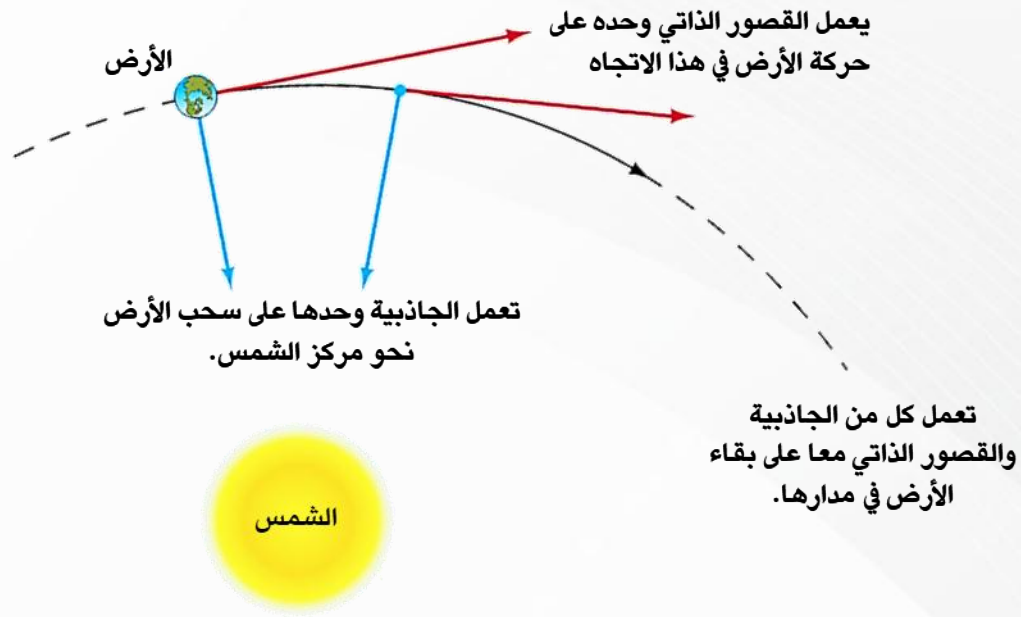 يعمل القصور الذاتي وحده على
حركة الأرض في هذا الاتجاه
الأرض
تعمل الجاذبية وحدها على سحب الأرض
نحو مركز الشمس.
تعمل كل من الجاذبية
والقصور الذاتي معا على بقاء
الأرض في مدارها.
الشمس